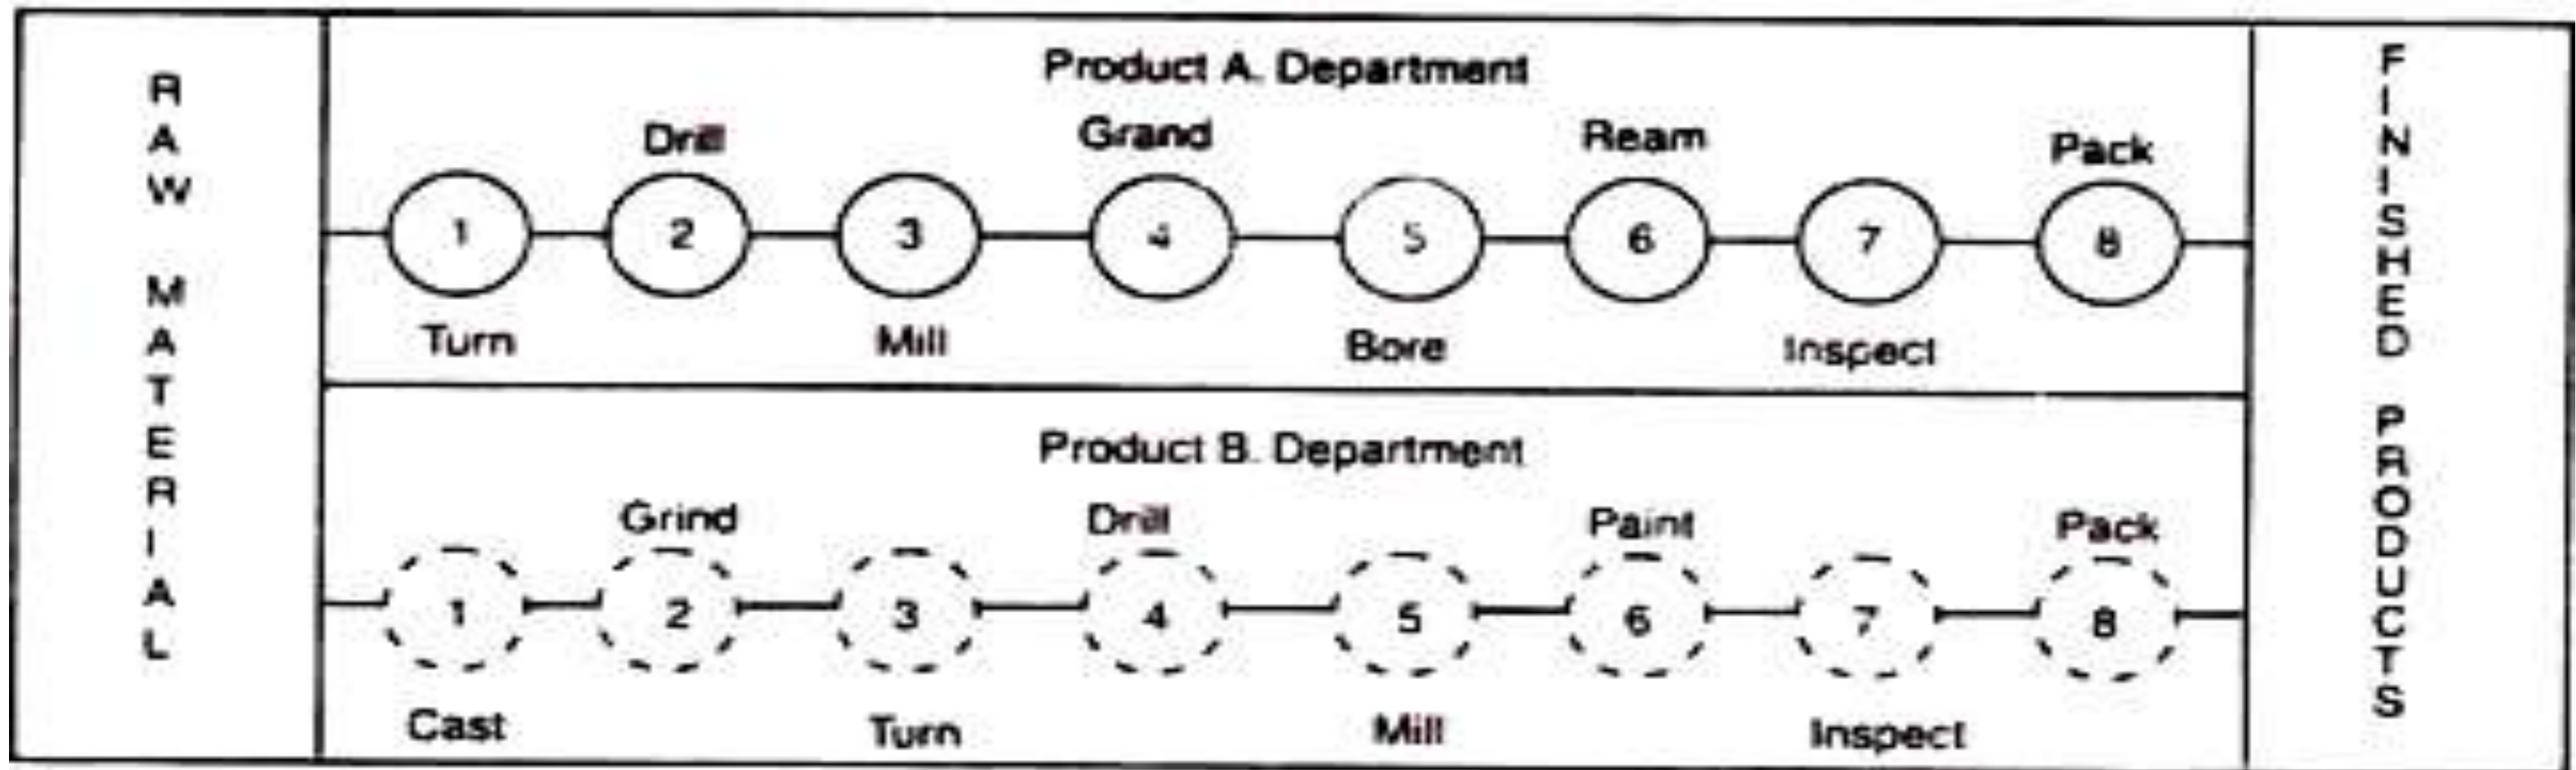 RAW MATERIAL
Product A. Department
Drill Grand Ream Pack
1 2 3 4 5 6 7 8
Turn Mill Bore Inspect
Product B. Department
Grind Drill Paint Pack
1 2 3 4 5 6 7 8
Cast Turn Mill Inspect
FINISHED PRODUCTS